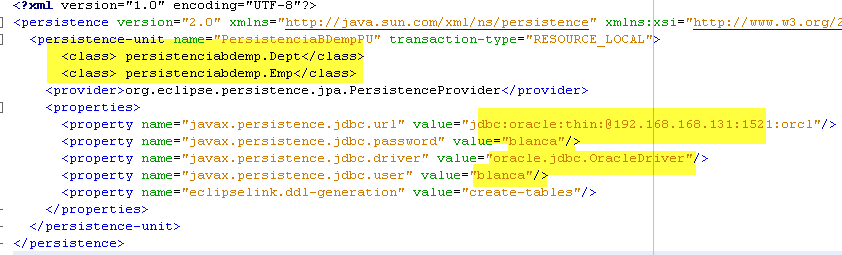 <?xml version="1.0" encoding="UTF-8"?>
<persistence version="2.0" xmlns="http://java.sun.com/xml/ns/persistence" xmlns:xsi="http://www.w3.org/2
<persistence-unit name="PersistenciaBDempPU" transaction-type="RESOURCE_LOCAL">
<class> persistenciabdemp.Dept</class>
<class> persistenciabdemp.Emp</class>
<provider>org.eclipse.persistence.jpa.PersistenceProvider</provider>
<properties>
<property name="javax.persistence.jdbc.url" value="jdbc:oracle:thin:@192.168.168.131:1521:orcl"/>
<property name="javax.persistence.jdbc.password" value="blanca"/>
<property name="javax.persistence.jdbc.driver" value="oracle.jdbc.OracleDriver"/>
<property name="javax.persistence.jdbc.user" value="blanca"/>
<property name="eclipselink.ddl-generation" value="create-tables"/>
</properties>
</persistence-unit>
</persistence>